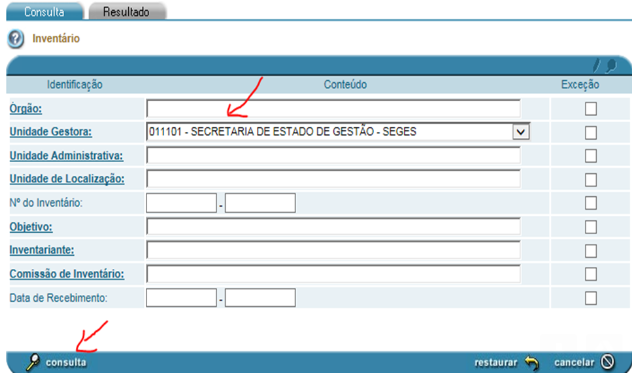 Consulta Resultado
Inventário
Identificação Conteúdo Exceção
Órgão:
Unidade Gestora: 011101 - SECRETARIA DE ESTADO DE GESTÃO - SEGES
Unidade Administrativa:
Unidade de Localização:
Nº do Inventário: -
Objetivo:
Inventariante:
Comissão de Inventário:
Data de Recebimento: -
consulta restaurar cancelar